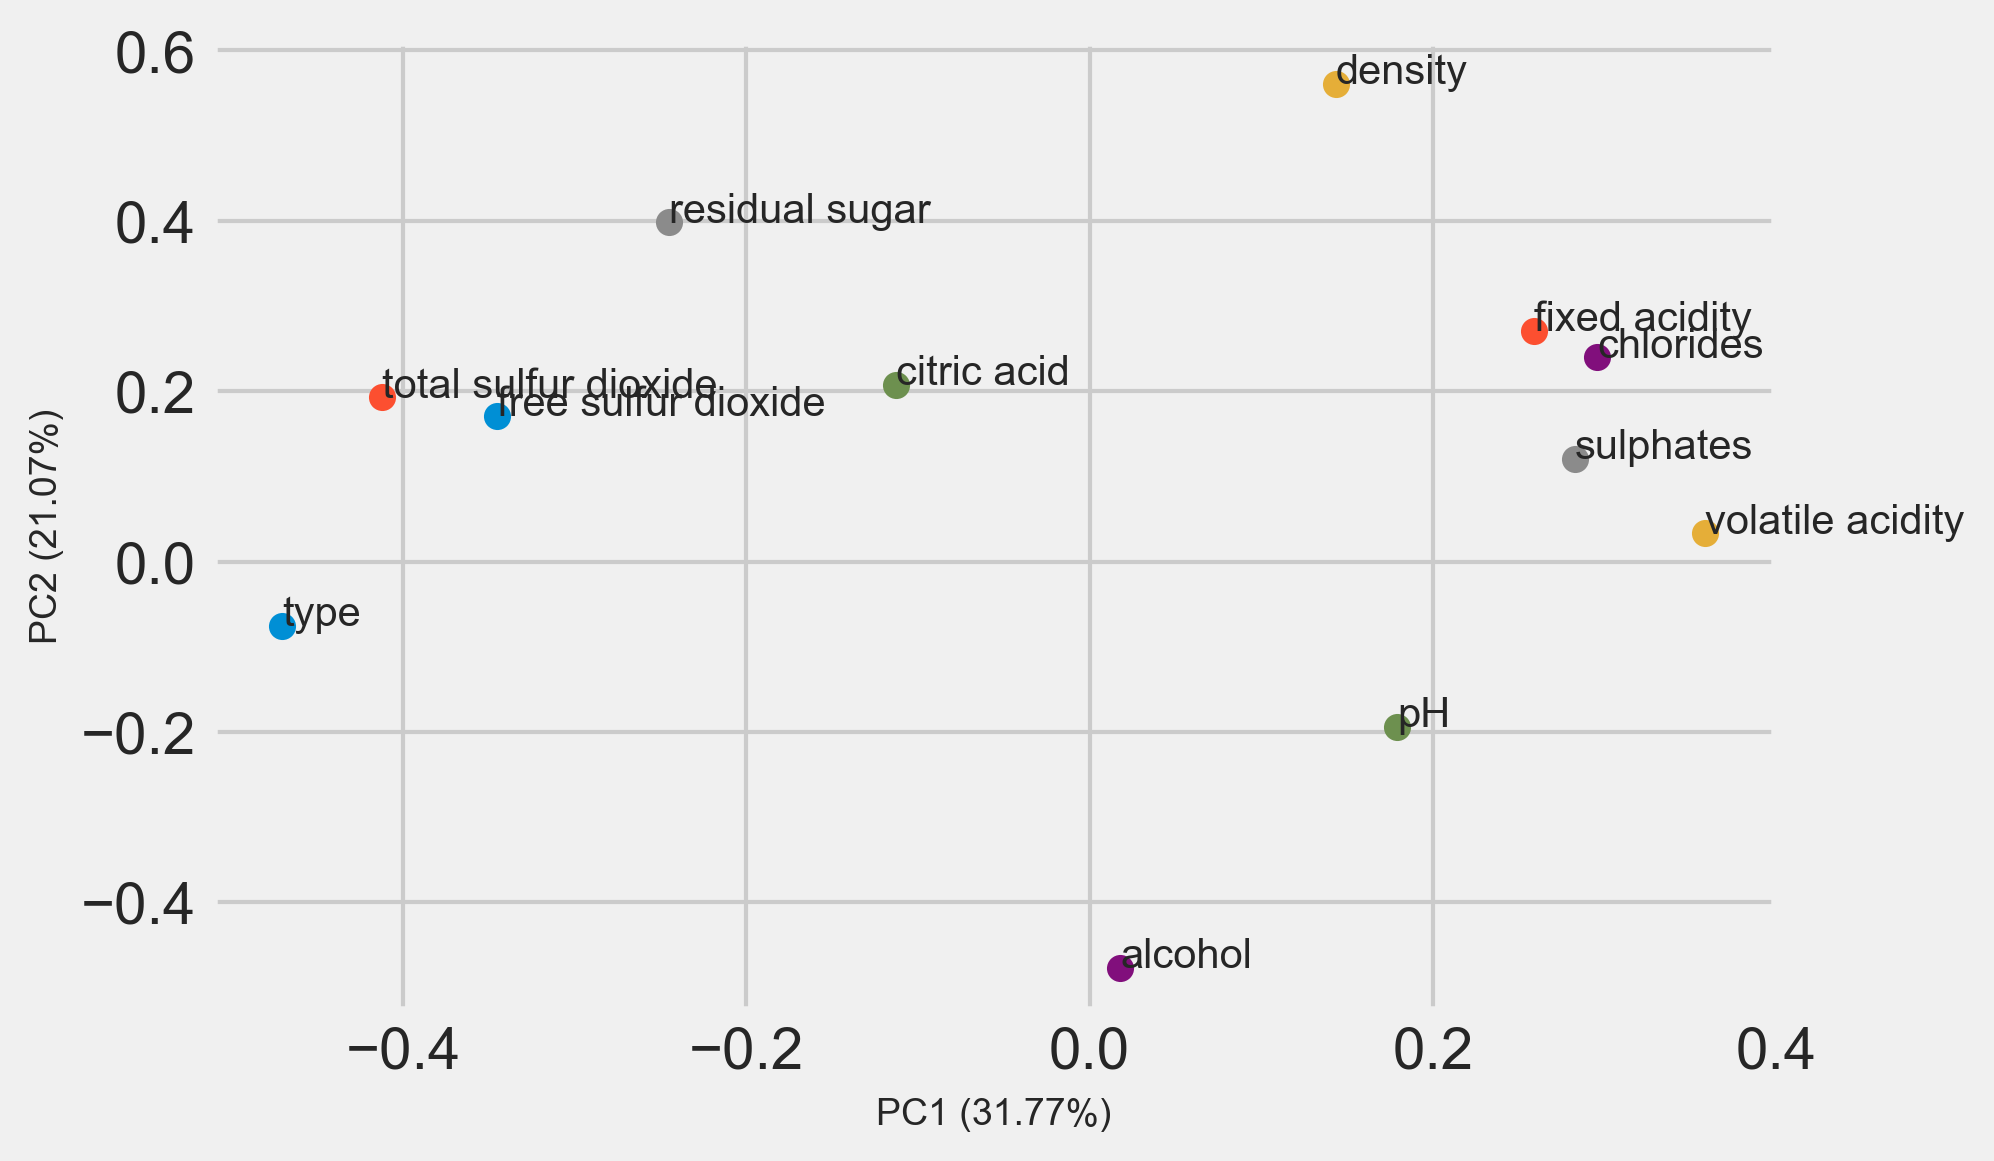 0.6
density
residual sugar
0.4
fixed acidity
chlorides
total sulfur dioxide
citric acid
free sulfur dioxide
0.2
sulphates
volatile acidity
0.0
type
pH
−0.2
−0.4
alcohol
PC2 (21.07%)
−0.4 −0.2 0.0 0.2 0.4
PC1 (31.77%)